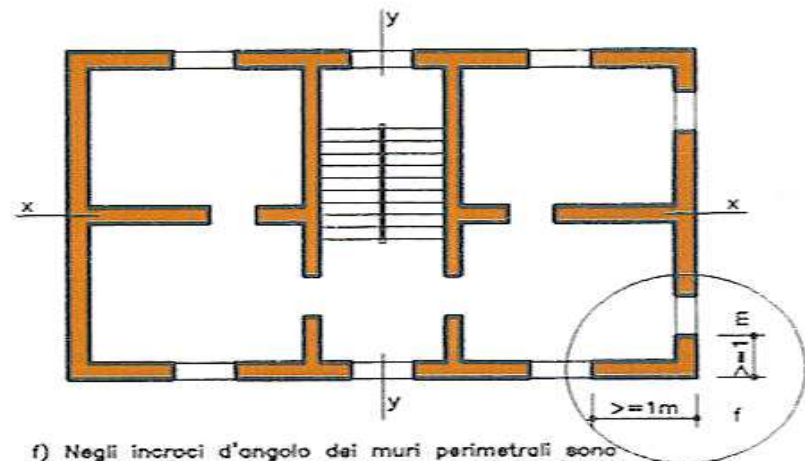 y
x
x
>=1 m
y
>=1m
f
f) Negli incroci d'angolo dei muri perimetrali sono